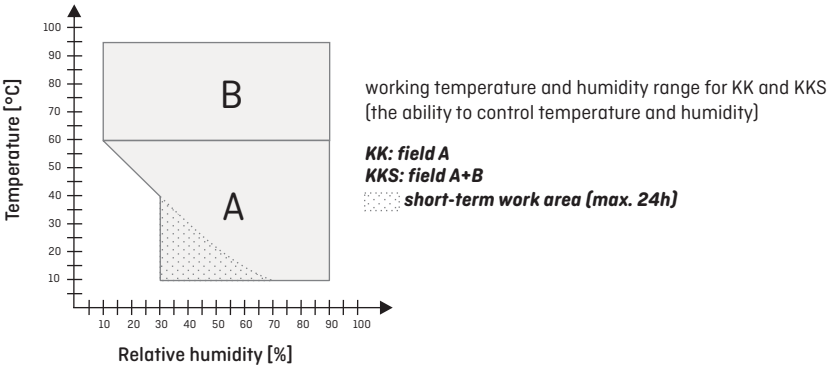 100
90
80
70
60
50
40
30
20
10
Temperature [°C]
B
A
10 20 30 40 50 60 70 80 90 100
Relative humidity [%]
working temperature and humidity range for KK and KKS
(the ability to control temperature and humidity)
KK: field A
KKS: field A+B
short-term work area (max. 24h)